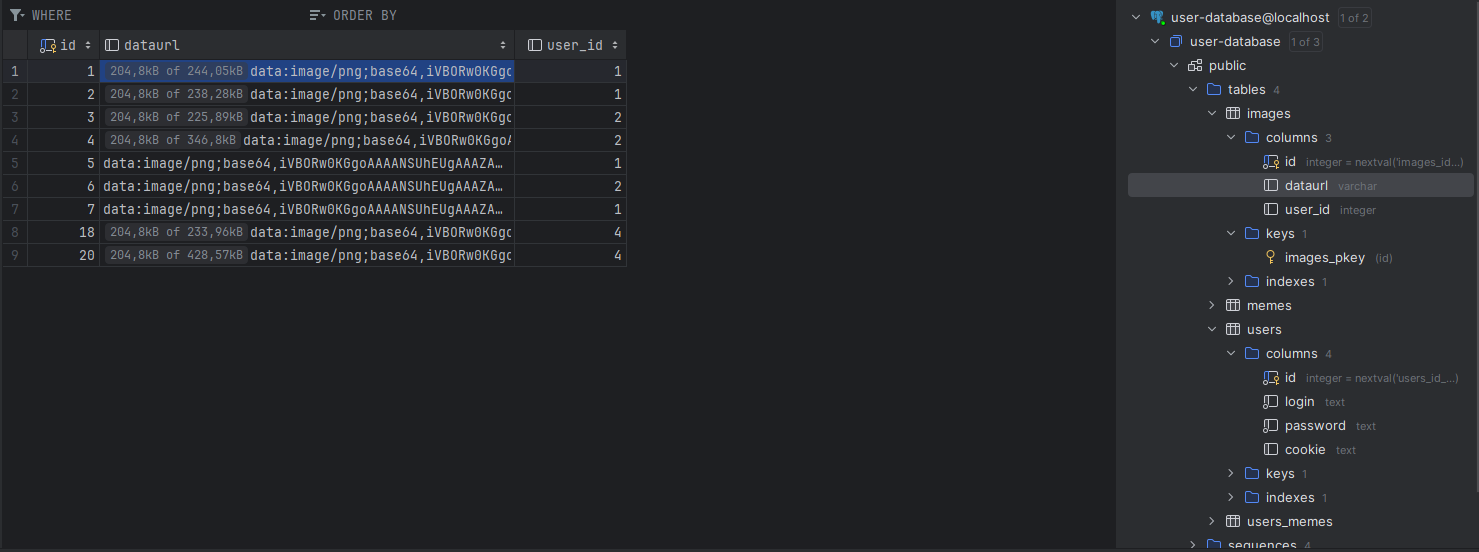 WHERE ORDER BY
id dataurl user_id
1 1 204,8kB of 244,05kB data:image/png;base64,iVBORw0KGgo 1
2 2 204,8kB of 238,28kB data:image/png;base64,iVBORw0KGgo 1
3 3 204,8kB of 225,89kB data:image/png;base64,iVBORw0KGgo 2
4 4 204,8kB of 346,8kB data:image/png;base64,iVBORw0KGgoA 2
5 5 data:image/png;base64,iVBORw0KGgoAAAANSUhEUgAAAZA… 1
6 6 data:image/png;base64,iVBORw0KGgoAAAANSUhEUgAAAZA… 2
7 7 data:image/png;base64,iVBORw0KGgoAAAANSUhEUgAAAZA… 1
8 18 204,8kB of 233,96kB data:image/png;base64,iVBORw0KGgo 4
9 20 204,8kB of 428,57kB data:image/png;base64,iVBORw0KGgo 4
user-database@localhost 1 of 2
user-database 1 of 3
public
tables 4
images
columns 3
id integer = nextval('images_id...)
dataurl varchar
user_id integer
keys 1
images_pkey (id)
indexes 1
memes
users
columns 4
id integer = nextval('users_id_...)
login text
password text
cookie text
keys 1
indexes 1
users_memes
sequences 4